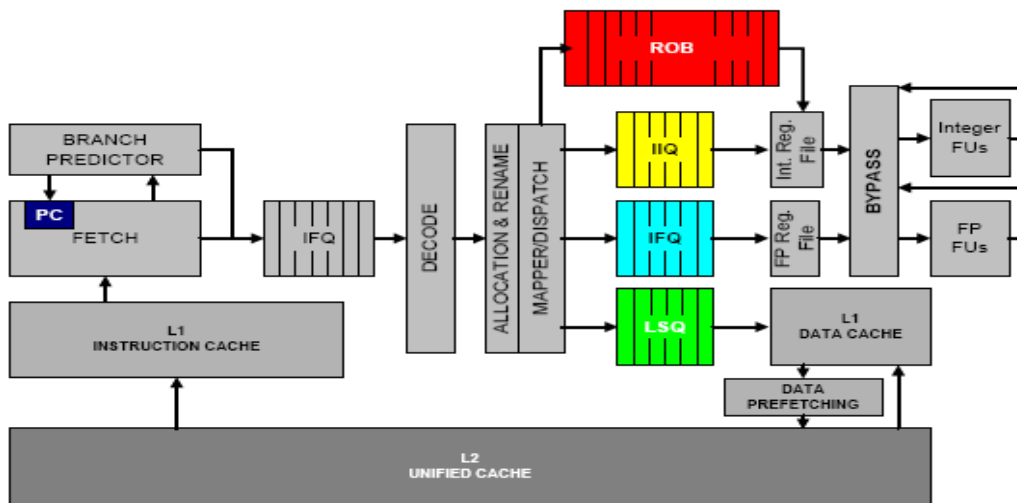 ROB
BRANCH
PREDICTOR
PC
FETCH
IFQ
DECODE
ALLOCATION & RENAME
MAPPER/DISPATCH
IIQ
IFQ
LSQ
Int. Reg.
File
FP Reg.
File
BYPASS
Integer
FUs
FP
FUs
L1
INSTRUCTION CACHE
L1
DATA CACHE
DATA
PREFETCHING
L2
UNIFIED CACHE